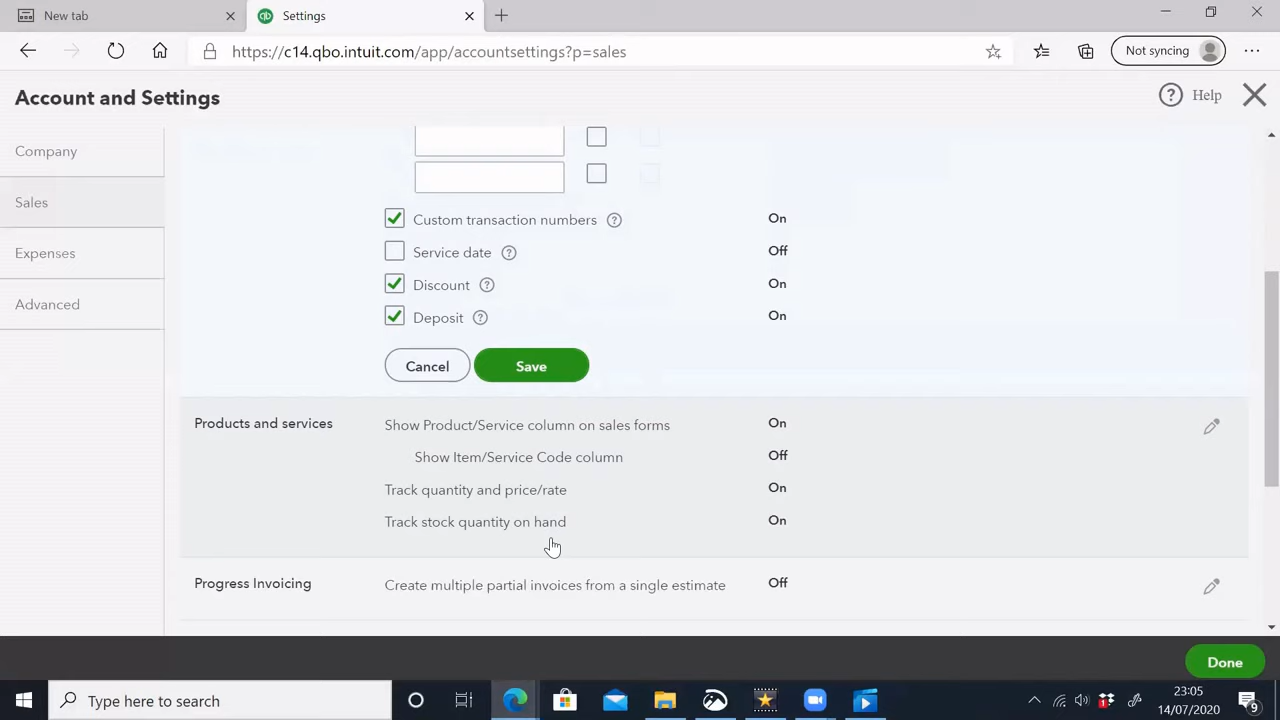 New tab
qb
Settings
https://c14.qbo.intuit.com/app/accountsettings?p=sales
Not syncing
Account and Settings
? Help
Company
Sales
Expenses
Advanced
Custom transaction numbers ? On
Service date ? Off
Discount ? On
Deposit ? On
Cancel
Save
Products and services
Show Product/Service column on sales forms On
Show Item/Service Code column Off
Track quantity and price/rate On
Track stock quantity on hand On
Progress Invoicing
Create multiple partial invoices from a single estimate Off
Done
Type here to search
23:05
14/07/2020
9